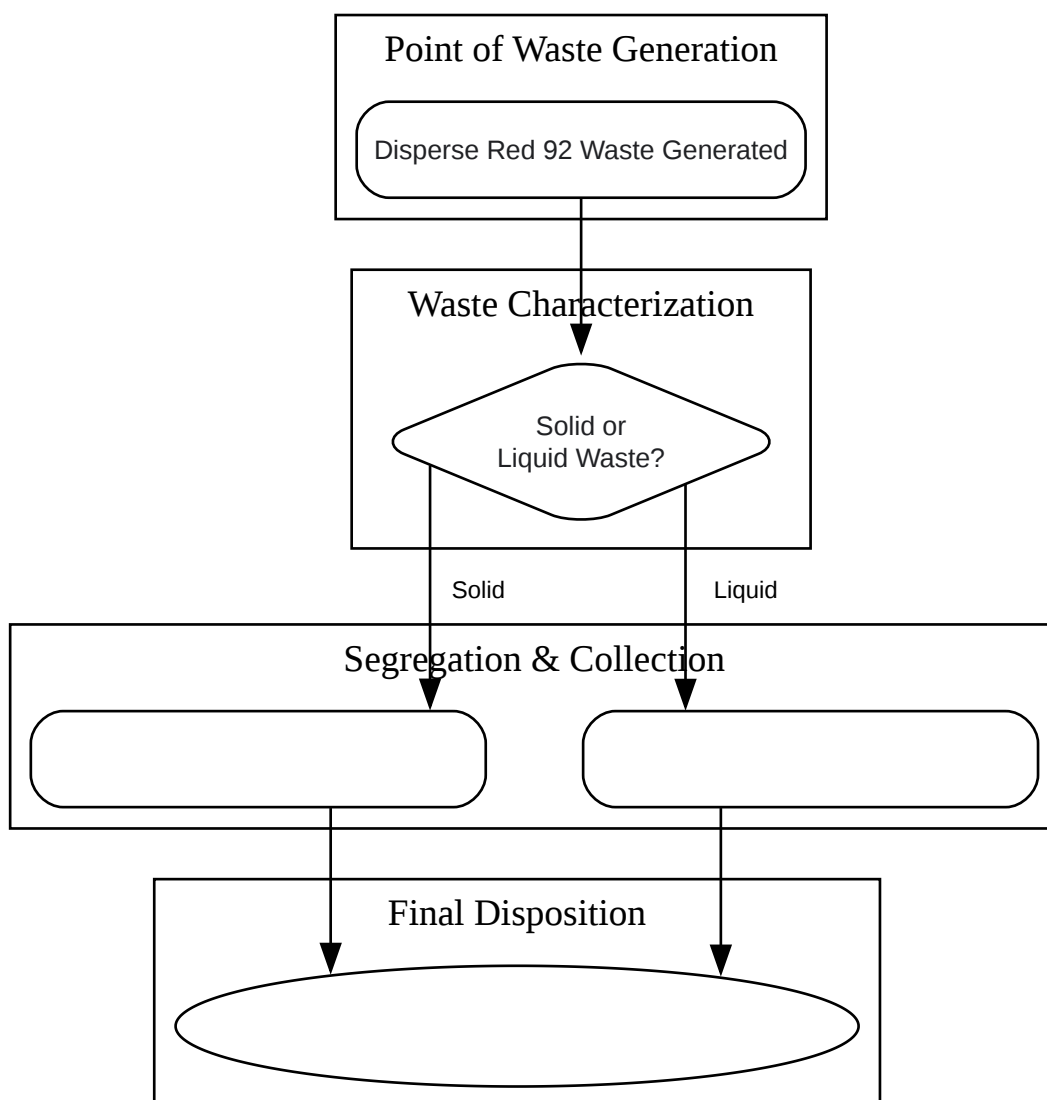 Point of Waste Generation
Disperse Red 92 Waste Generated
Waste Characterization
Solid or
Liquid Waste?
Solid
Liquid
Segregation & Collection
Final Disposition